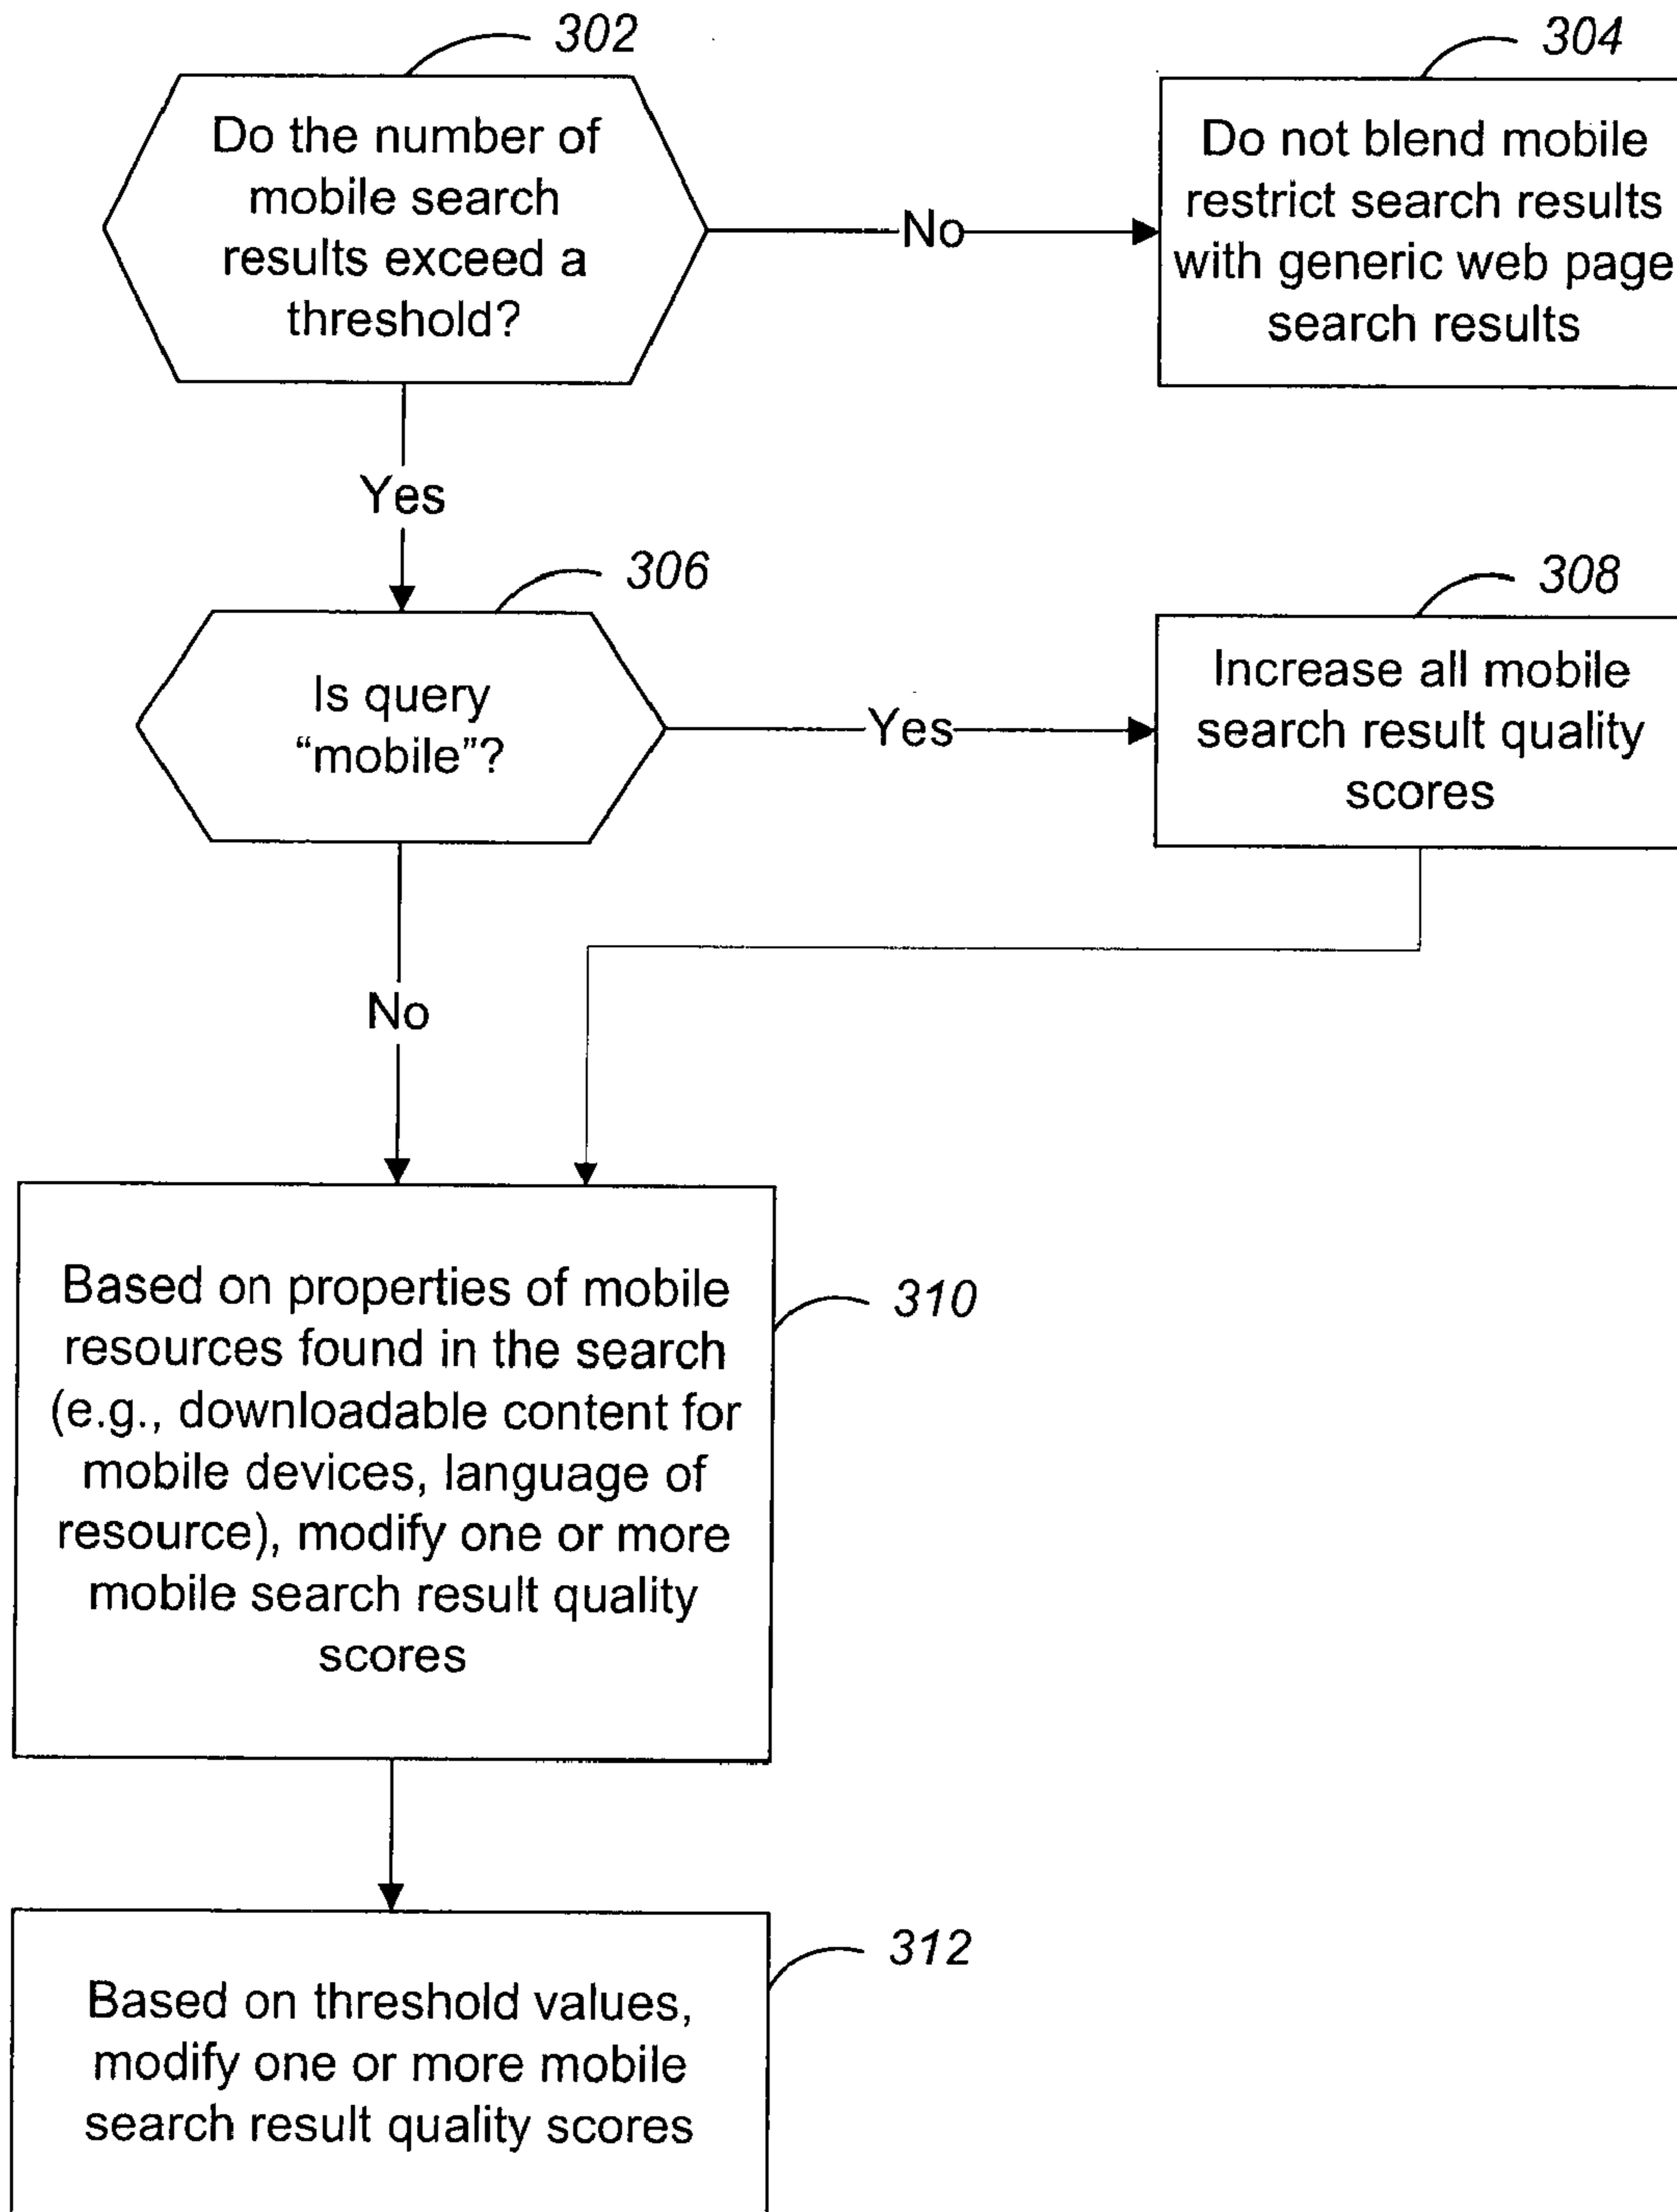 302
Do the number of
mobile search
results exceed a
threshold?
No
304
Do not blend mobile
restrict search results
with generic web page
search results
Yes
306
Is query
“mobile”?
Yes
308
Increase all mobile
search result quality
scores
No
310
Based on properties of mobile
resources found in the search
(e.g., downloadable content for
mobile devices, language of
resource), modify one or more
mobile search result quality
scores
312
Based on threshold values,
modify one or more mobile
search result quality scores